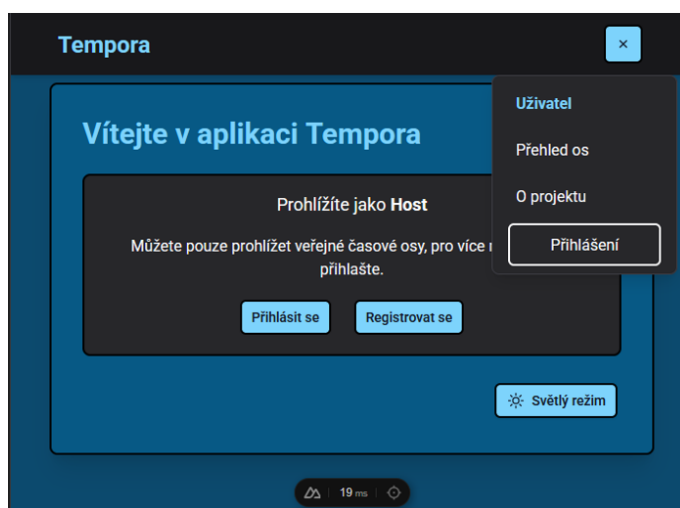 Tempora
×
Uživatel
Přehled os
O projektu
Přihlášení
Vítejte v aplikaci Tempora
Prohlížíte jako Host
Můžete pouze prohlížet veřejné časové osy, pro více
přihlašte.
Přihlásit se
Registrovat se
Světlý režim
19 ms